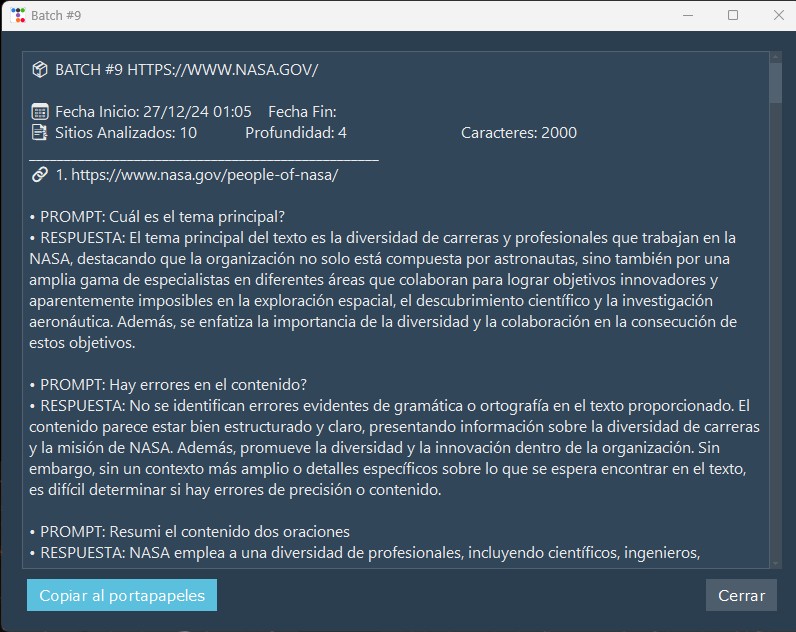 Batch #9
BATCH #9 HTTPS://WWW.NASA.GOV/
Fecha Inicio: 27/12/24 01:05 Fecha Fin:
Sitios Analizados: 10 Profundidad: 4 Caracteres: 2000
1. https://www.nasa.gov/people-of-nasa/
• PROMPT: Cuál es el tema principal?
• RESPUESTA: El tema principal del texto es la diversidad de carreras y profesionales que trabajan en la
NASA, destacando que la organización no solo está compuesta por astronautas, sino también por una
amplia gama de especialistas en diferentes áreas que colaboran para lograr objetivos innovadores y
aparentemente imposibles en la exploración espacial, el descubrimiento científico y la investigación
aeronáutica. Además, se enfatiza la importancia de la diversidad y la colaboración en la consecución de
estos objetivos.
• PROMPT: Hay errores en el contenido?
• RESPUESTA: No se identifican errores evidentes de gramática o ortografía en el texto proporcionado. El
contenido parece estar bien estructurado y claro, presentando información sobre la diversidad de carreras
y la misión de NASA. Además, promueve la diversidad y la innovación dentro de la organización. Sin
embargo, sin un contexto más amplio o detalles específicos sobre lo que se espera encontrar en el texto,
es difícil determinar si hay errores de precisión o contenido.
• PROMPT: Resumi el contenido dos oraciones
• RESPUESTA: NASA emplea a una diversidad de profesionales, incluyendo científicos, ingenieros,
Copiar al portapapeles
Cerrar